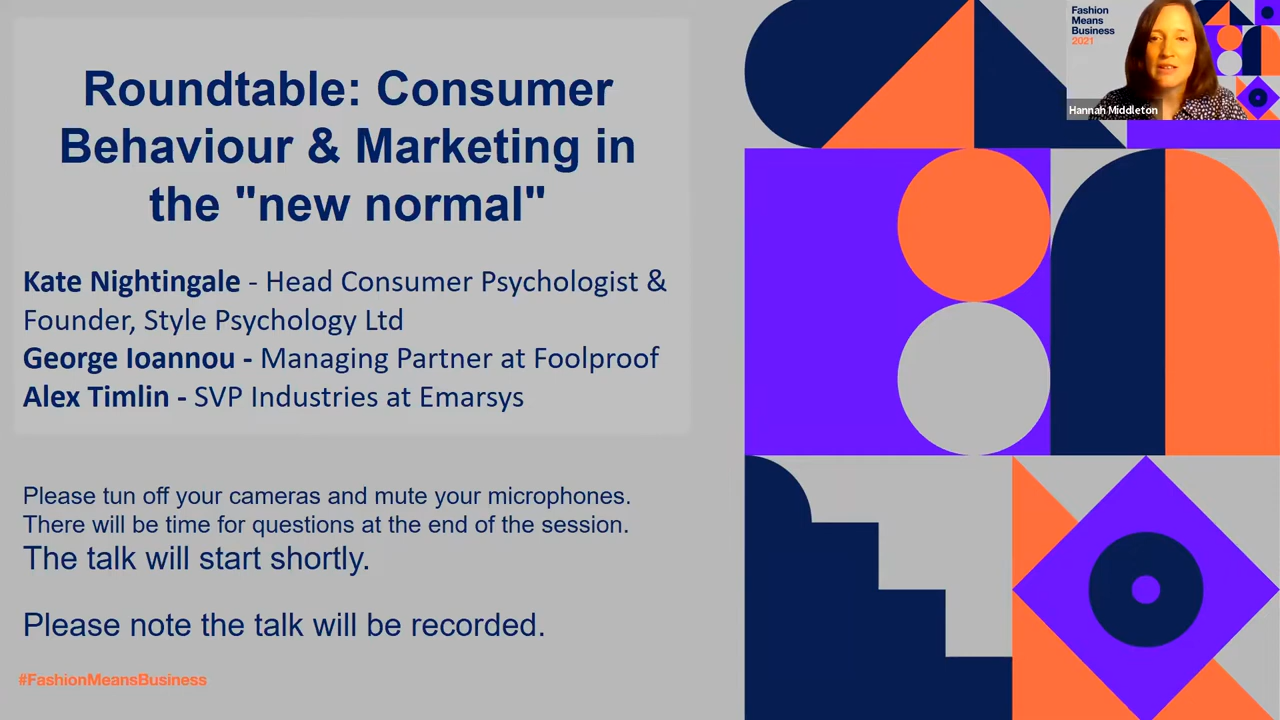 Roundtable: Consumer
Behaviour & Marketing in
the "new normal"
Kate Nightingale - Head Consumer Psychologist &
Founder, Style Psychology Ltd
George Ioannou - Managing Partner at Foolproof
Alex Timlin - SVP Industries at Emarsys
Please tun off your cameras and mute your microphones.
There will be time for questions at the end of the session.
The talk will start shortly.
Please note the talk will be recorded.
#FashionMeansBusiness
Fashion
Means
Business
2021
Hannah Middleton